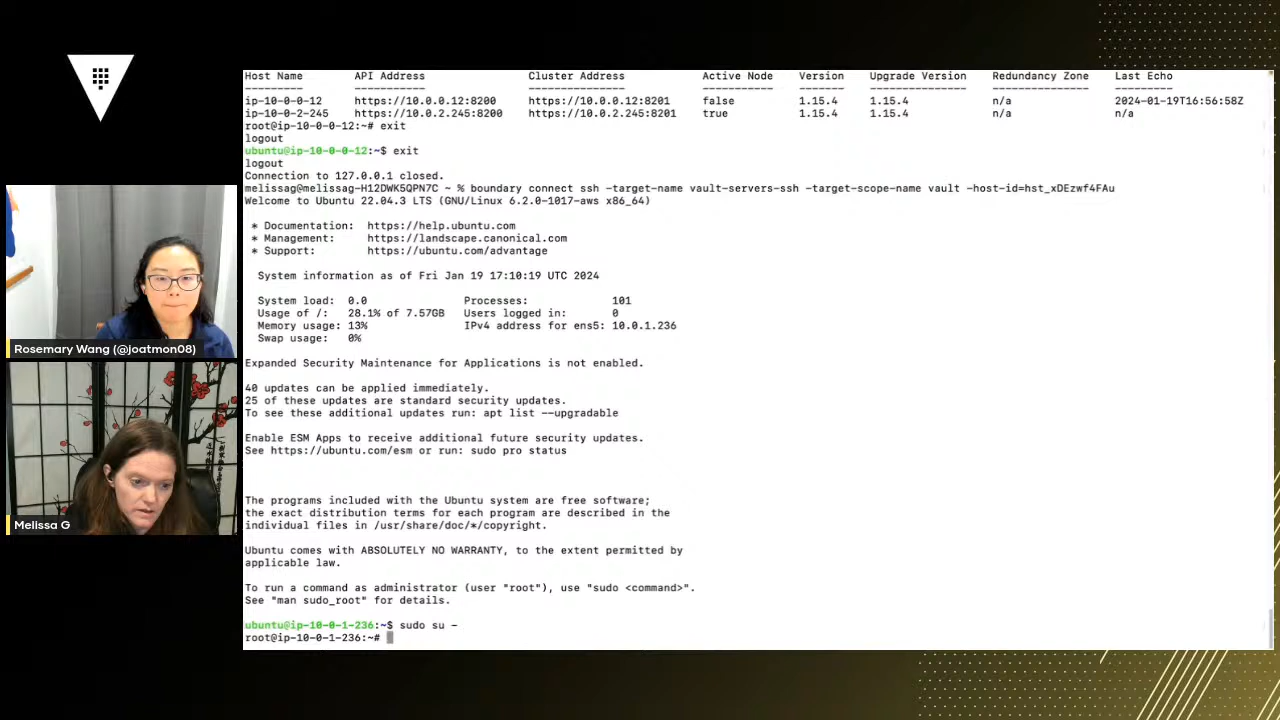 Host Name API Address Cluster Address Active Node Version Upgrade Version Redundancy Zone Last Echo
--------- ----------- --------------- ----------- ------- --------------- --------------- ---------
ip-10-0-0-12 https://10.0.0.12:8200 https://10.0.0.12:8201 false 1.15.4 1.15.4 n/a 2024-01-19T16:56:58Z
ip-10-0-2-245 https://10.0.2.245:8200 https://10.0.2.245:8201 true 1.15.4 1.15.4 n/a n/a
root@ip-10-0-0-12:~# exit
logout
ubuntu@ip-10-0-0-12:~$ exit
logout
Connection to 127.0.0.1 closed.
melissag@melissag-H12DWK5QPN7C ~ % boundary connect ssh -target-name vault-servers-ssh -target-scope-name vault -host-id=hst_xDEzwf4FAu
Welcome to Ubuntu 22.04.3 LTS (GNU/Linux 6.2.0-1017-aws x86_64)
* Documentation: https://help.ubuntu.com
* Management: https://landscape.canonical.com
* Support: https://ubuntu.com/advantage
System information as of Fri Jan 19 17:10:19 UTC 2024
System load: 0.0 Processes: 101
Usage of /: 28.1% of 7.57GB Users logged in: 0
Memory usage: 13% IPv4 address for ens5: 10.0.1.236
Swap usage: 0%
Expanded Security Maintenance for Applications is not enabled.
40 updates can be applied immediately.
25 of these updates are standard security updates.
To see these additional updates run: apt list --upgradable
Enable ESM Apps to receive additional future security updates.
See https://ubuntu.com/esm or run: sudo pro status
The programs included with the Ubuntu system are free software;
the exact distribution terms for each program are described in the
individual files in /usr/share/doc/*/copyright.
Ubuntu comes with ABSOLUTELY NO WARRANTY, to the extent permitted by
applicable law.
To run a command as administrator (user "root"), use "sudo <command>".
See "man sudo_root" for details.
ubuntu@ip-10-0-1-236:~$ sudo su -
root@ip-10-0-1-236:~#
Rosemary Wang (@joatmon08)
Melissa G